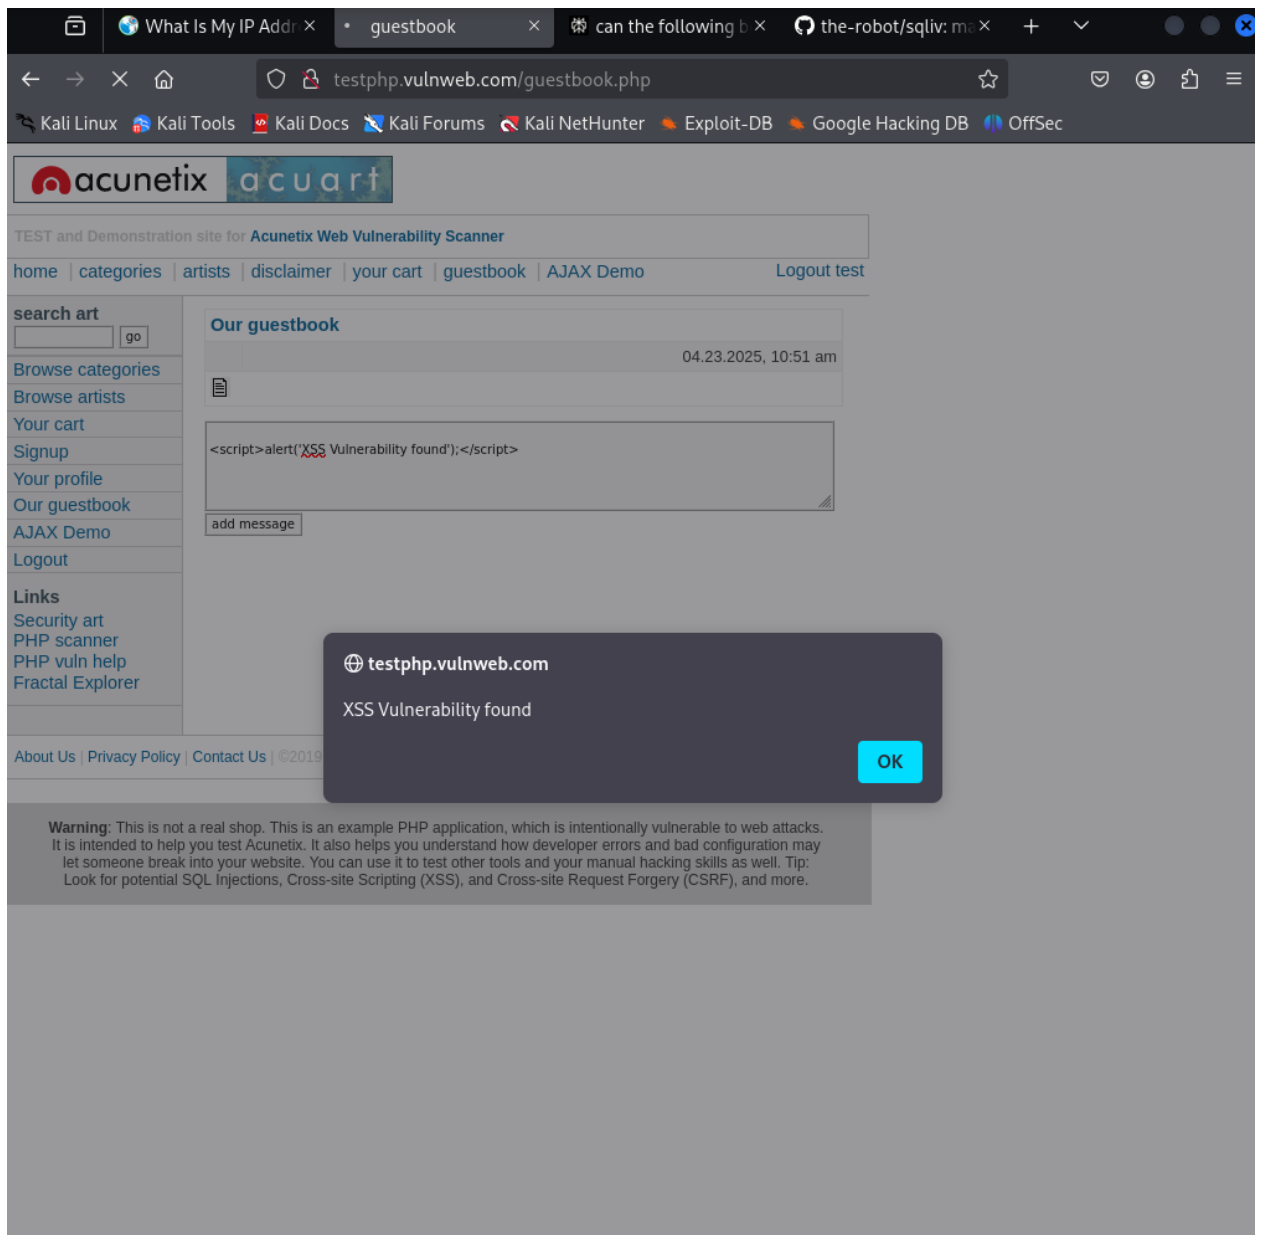 What Is My IP Addr
guestbook
can the following b
the-robot/sqliv: ma
testphp.vulnweb.com/guestbook.php
Kali Linux Kali Tools Kali Docs Kali Forums Kali NetHunter Exploit-DB Google Hacking DB OffSec
acunetix acuart
TEST and Demonstration site for Acunetix Web Vulnerability Scanner
home | categories | artists | disclaimer | your cart | guestbook | AJAX Demo Logout test
search art
go
Browse categories
Browse artists
Your cart
Signup
Your profile
Our guestbook
AJAX Demo
Logout
Links
Security art
PHP scanner
PHP vuln help
Fractal Explorer
Our guestbook
04.23.2025, 10:51 am
<script>alert('XSS Vulnerability found');</script>
add message
testphp.vulnweb.com
XSS Vulnerability found
OK
About Us | Privacy Policy | Contact Us | ©2019
Warning: This is not a real shop. This is an example PHP application, which is intentionally vulnerable to web attacks.
It is intended to help you test Acunetix. It also helps you understand how developer errors and bad configuration may
let someone break into your website. You can use it to test other tools and your manual hacking skills as well. Tip:
Look for potential SQL Injections, Cross-site Scripting (XSS), and Cross-site Request Forgery (CSRF), and more.